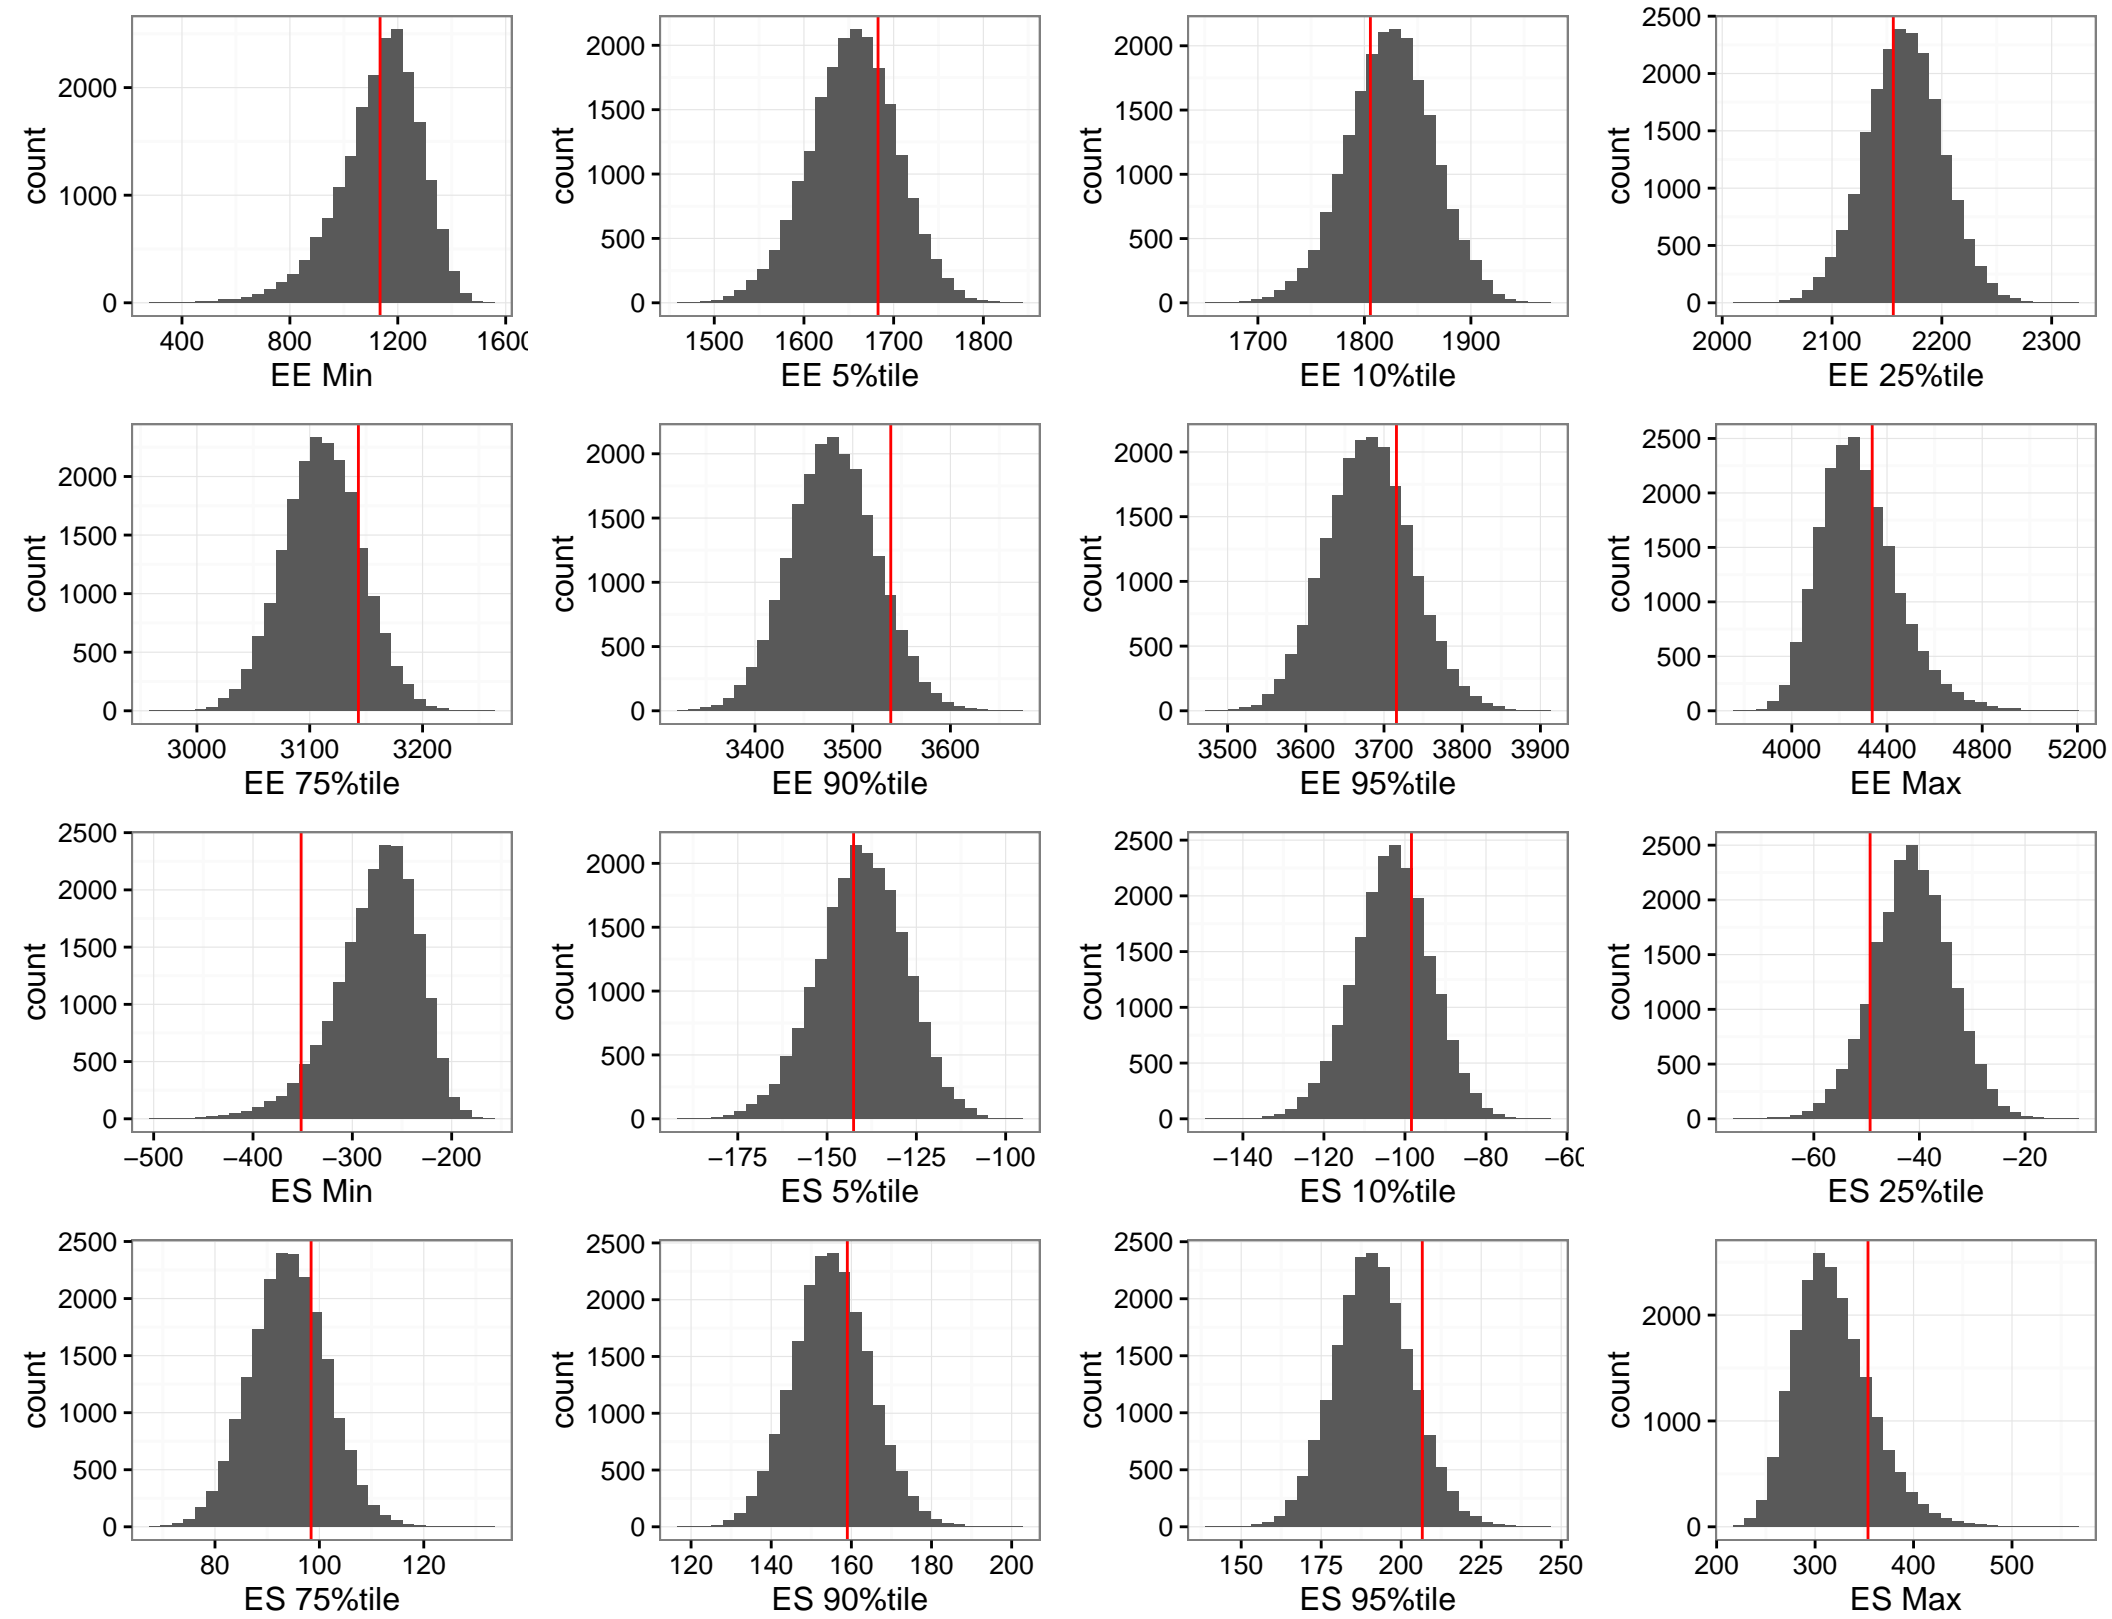 count
2000
1000
0
400 800 1200 1600
EE Min
count
2000
1500
1000
500
0
1500 1600 1700 1800
EE 5%tile
count
2000
1500
1000
500
0
1700 1800 1900
EE 10%tile
count
2500
2000
1500
1000
500
0
2000 2100 2200 2300
EE 25%tile
count
2000
1500
1000
500
0
3000 3100 3200
EE 75%tile
count
2000
1500
1000
500
0
3400 3500 3600
EE 90%tile
count
2000
1500
1000
500
0
3500 3600 3700 3800 3900
EE 95%tile
count
2500
2000
1500
1000
500
0
4000 4400 4800 5200
EE Max
count
2500
2000
1500
1000
500
0
−500 −400 −300 −200
ES Min
count
2000
1500
1000
500
0
−175 −150 −125 −100
ES 5%tile
count
2500
2000
1500
1000
500
0
−140 −120 −100 −80 −60
ES 10%tile
count
2500
2000
1500
1000
500
0
−60 −40 −20
ES 25%tile
count
2500
2000
1500
1000
500
0
80 100 120
ES 75%tile
count
2500
2000
1500
1000
500
0
120 140 160 180 200
ES 90%tile
count
2500
2000
1500
1000
500
0
150 175 200 225 250
ES 95%tile
count
2000
1000
0
200 300 400 500
ES Max